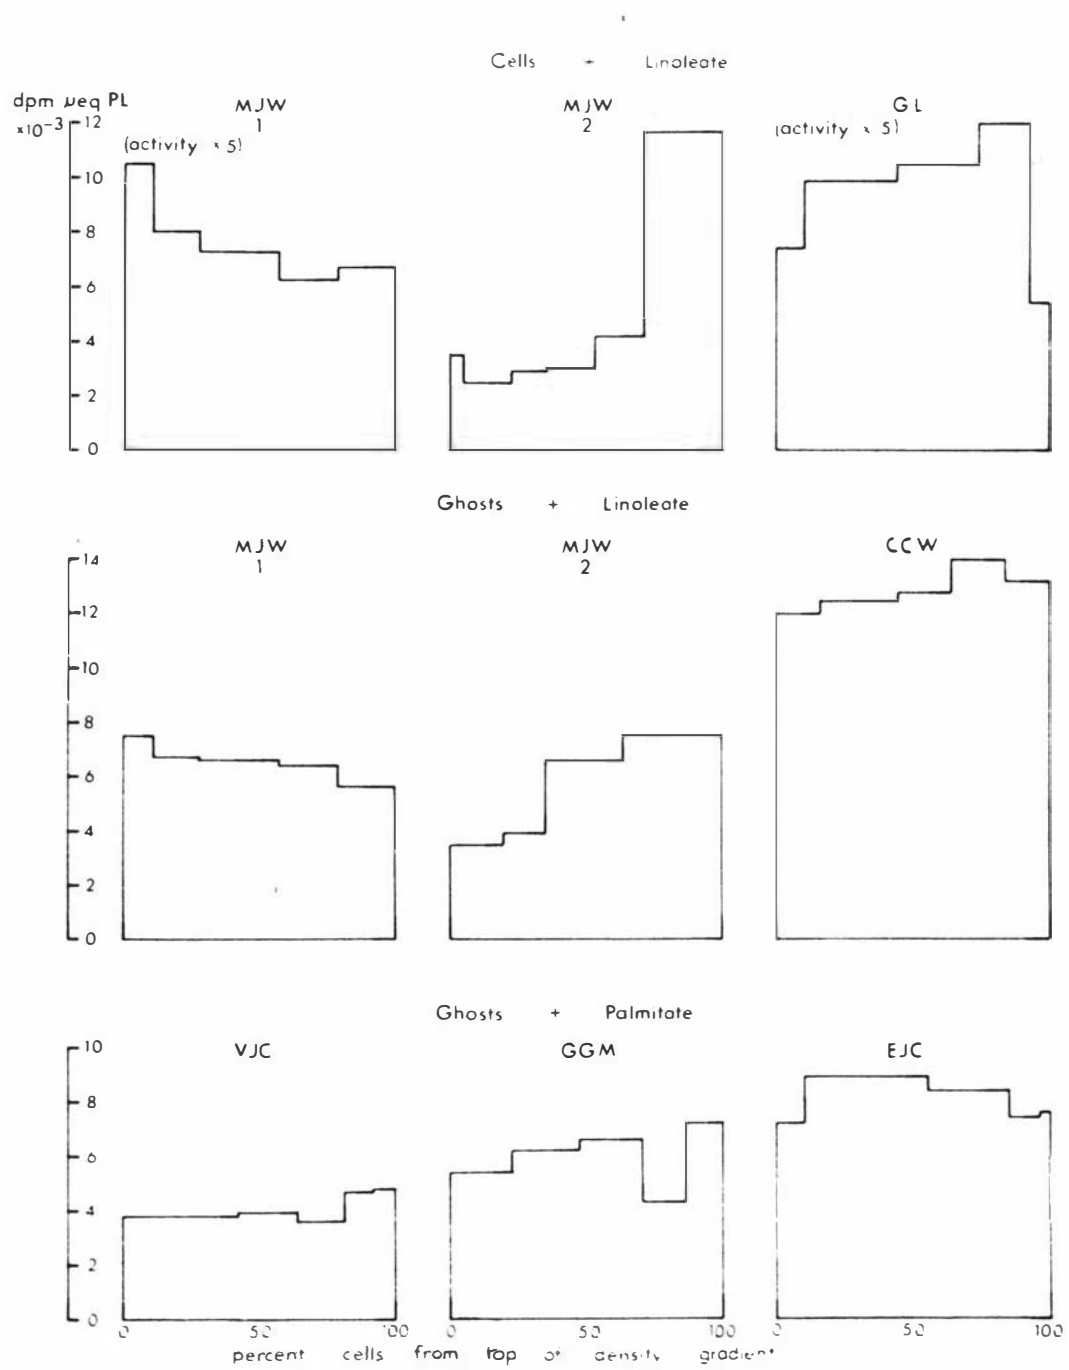 Cells + Linoleate
dpm µeq PL
×10⁻³
MJW
1
(activity × 5)
MJW
2
GL
(activity × 5)
12
10
8
6
4
2
0
Ghosts + Linoleate
MJW
1
MJW
2
CCW
14
12
10
8
6
4
2
0
Ghosts + Palmitate
VJC
GGM
EJC
10
8
6
4
2
0
0 50 100
0 50 100
0 50 100
percent cells from top of density gradient